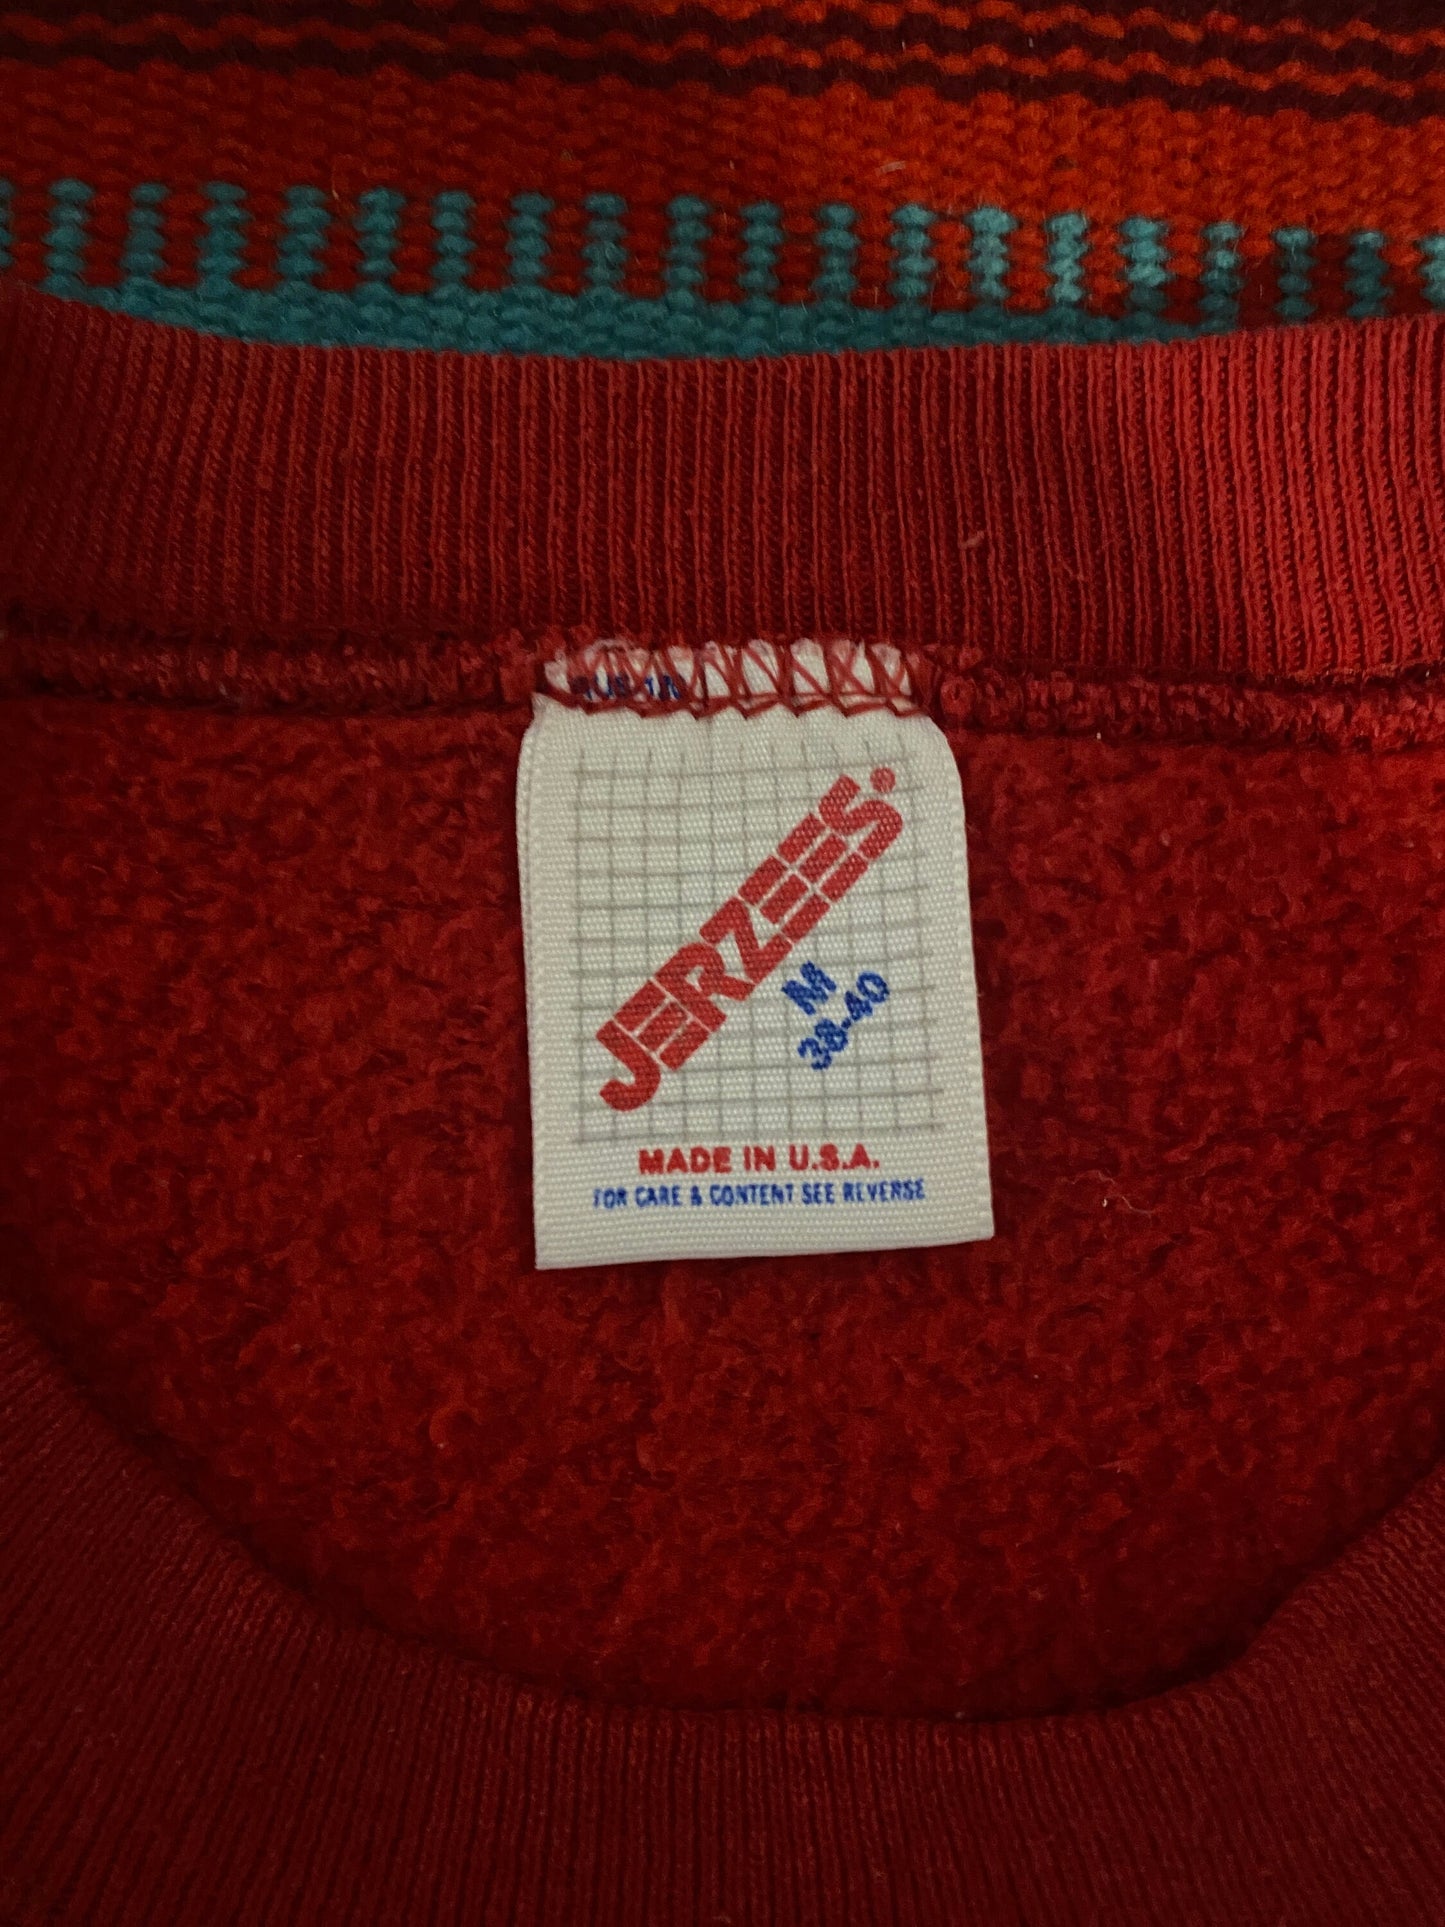 JERZEES
M
38-40
MADE IN U.S.A.
FOR CARE & CONTENT SEE REVERSE